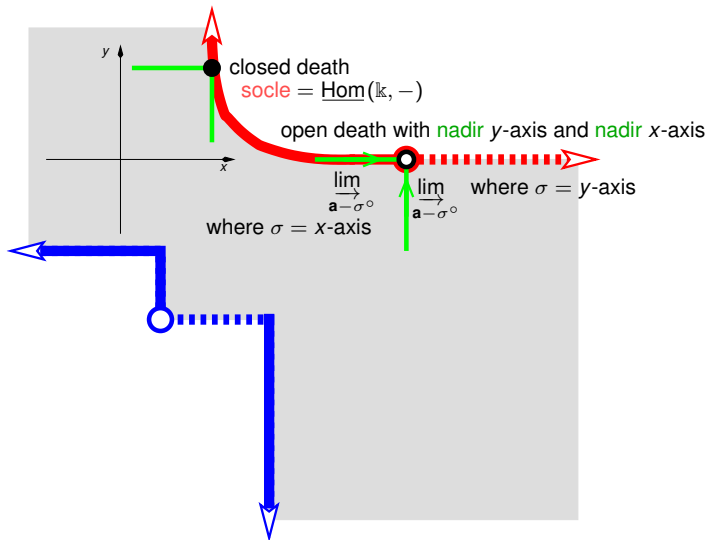 y
closed death
socle = Hom(𝕜, −)
open death with nadir y-axis and nadir x-axis
x
lim
→
a−σ°
lim
→
a−σ°
where σ = y-axis
where σ = x-axis